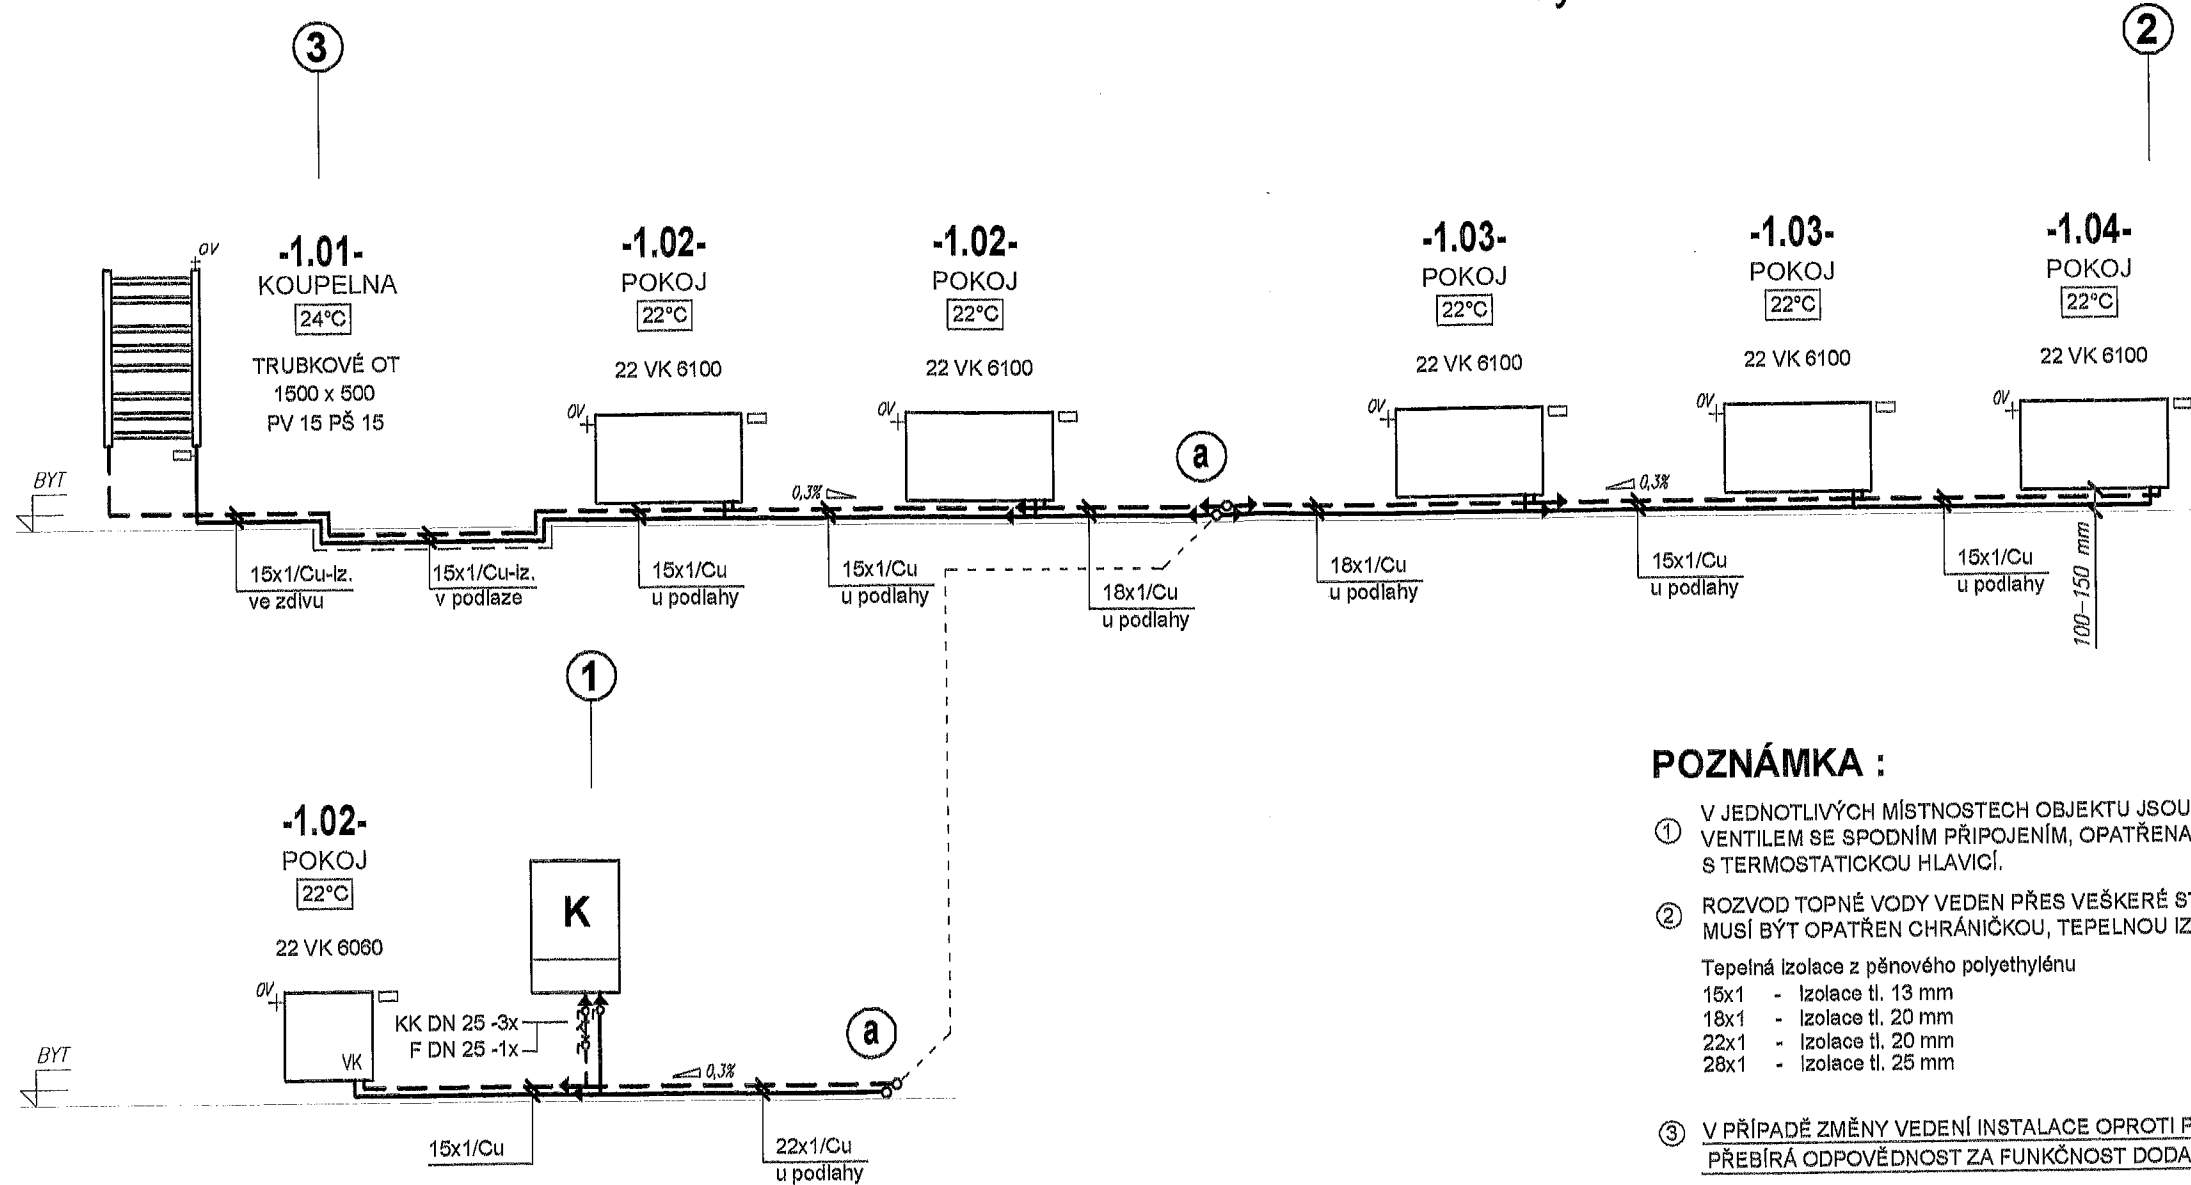 3
2
-1.01-
KOUPELNA
24°C
TRUBKOVÉ OT
1500 x 500
PV 15 PŠ 15
OV
-1.02-
POKOJ
22°C
22 VK 6100
OV
-1.02-
POKOJ
22°C
22 VK 6100
OV
-1.03-
POKOJ
22°C
22 VK 6100
OV
-1.03-
POKOJ
22°C
22 VK 6100
OV
-1.04-
POKOJ
22°C
22 VK 6100
OV
BYT
0,3%
a
0,3%
15x1/Cu-iz.
ve zdivu
15x1/Cu-iz.
v podlaze
15x1/Cu
u podlahy
15x1/Cu
u podlahy
18x1/Cu
u podlahy
18x1/Cu
u podlahy
15x1/Cu
u podlahy
15x1/Cu
u podlahy
100-150 mm
1
-1.02-
POKOJ
22°C
22 VK 6060
OV
VK
K
KK DN 25 -3x
F DN 25 -1x
a
BYT
0,3%
15x1/Cu
22x1/Cu
u podlahy
POZNÁMKA :
1 V JEDNOTLIVÝCH MÍSTNOSTECH OBJEKTU JSOU
VENTILEM SE SPODNÍM PŘIPOJENÍM, OPATŘENA
S TERMOSTATICKOU HLAVICÍ.
2 ROZVOD TOPNÉ VODY VEDEN PŘES VEŠKERÉ
MUSÍ BÝT OPATŘEN CHRÁNIČKOU, TEPELNOU
Tepelná izolace z pěnového polyethylénu
15x1 - Izolace tl. 13 mm
18x1 - Izolace tl. 20 mm
22x1 - Izolace tl. 20 mm
28x1 - Izolace tl. 25 mm
3 V PŘÍPADĚ ZMĚNY VEDENÍ INSTALACE OPROTI
PŘEBÍRÁ ODPOVĚDNOST ZA FUNKČNOST